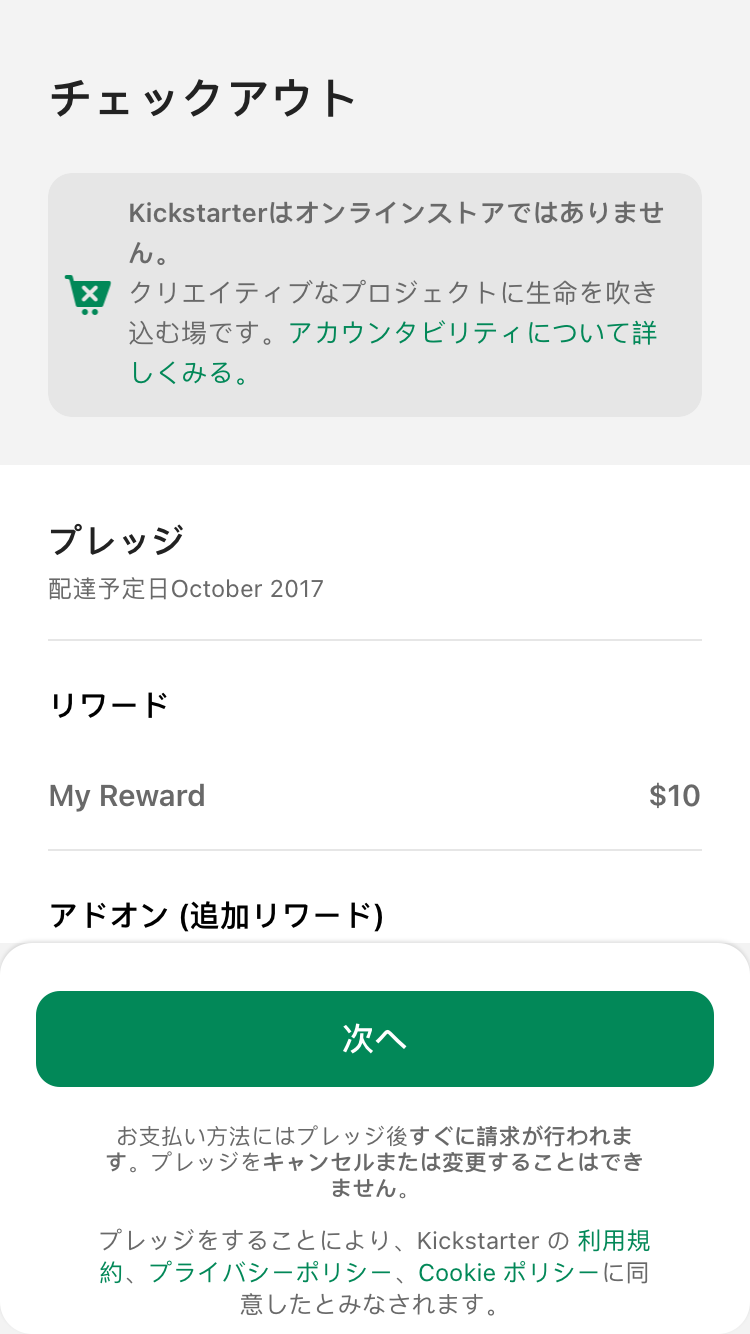 チェックアウト
Kickstarterはオンラインストアではありませ
ん。
クリエイティブなプロジェクトに生命を吹き
込む場です。アカウンタビリティについて詳
しくみる。
プレッジ
配達予定日October 2017
リワード
My Reward $10
アドオン (追加リワード)
次へ
お支払い方法にはプレッジ後すぐに請求が行われま
す。プレッジをキャンセルまたは変更することはでき
ません。
プレッジをすることにより、Kickstarter の 利用規
約、プライバシーポリシー、Cookie ポリシーに同
意したとみなされます。